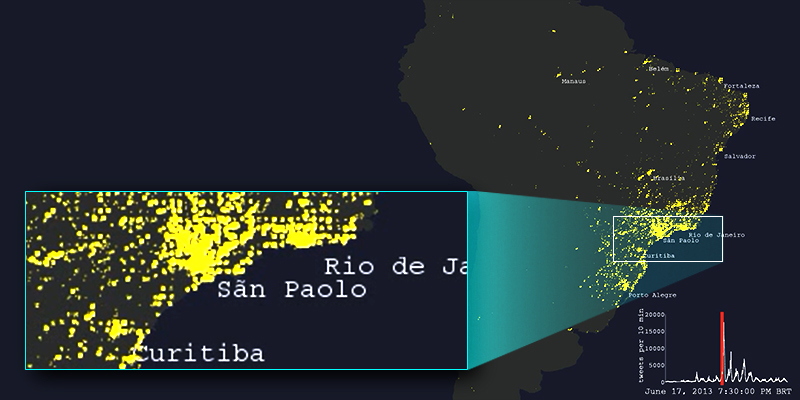 Belém
Manaus
Fortaleza
Recife
Salvador
Brasília
Rio de Janeiro
Sãn Paolo
Curitiba
Porto Alegre
Rio de Ja
Sãn Paolo
Curitiba
tweets per 10 min
20000
15000
10000
5000
0
June 17, 2013 7:30:00 PM BRT